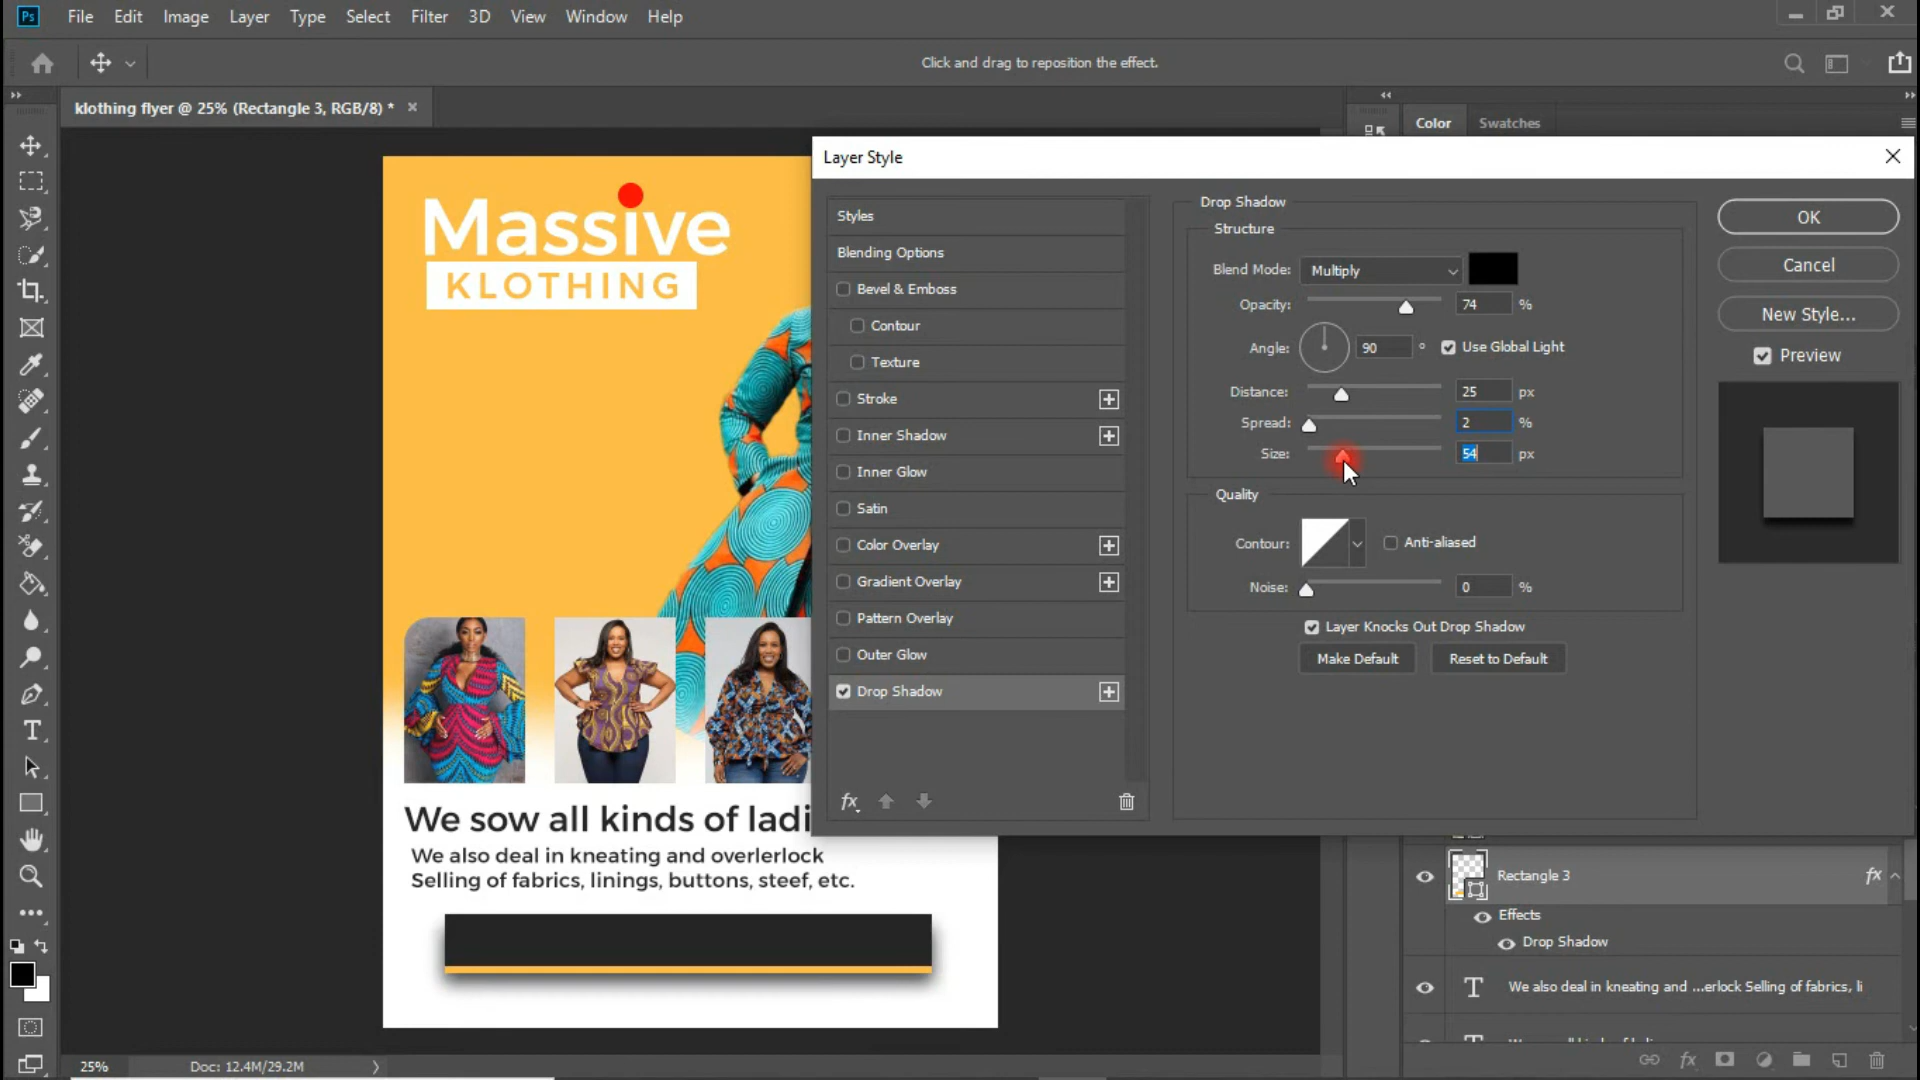 Ps File Edit Image Layer Type Select Filter 3D View Window Help
Click and drag to reposition the effect.
klothing flyer @ 25% (Rectangle 3, RGB/8) *
Color Swatches
Massive
KLOTHING
We sow all kinds of ladi
We also deal in kneating and overlerlock
Selling of fabrics, linings, buttons, steef, etc.
Layer Style
Styles
Blending Options
Bevel & Emboss
Contour
Texture
Stroke
Inner Shadow
Inner Glow
Satin
Color Overlay
Gradient Overlay
Pattern Overlay
Outer Glow
Drop Shadow
fx
Drop Shadow
Structure
Blend Mode: Multiply
Opacity: 74 %
Angle: 90 ° Use Global Light
Distance: 25 px
Spread: 2 %
Size: 54 px
Quality
Contour: Anti-aliased
Noise: 0 %
Layer Knocks Out Drop Shadow
Make Default Reset to Default
OK
Cancel
New Style...
Preview
Rectangle 3 fx
Effects
Drop Shadow
T We also deal in kneating and ...erlock Selling of fabrics, li
fx
25% Doc: 12.4M/29.2M